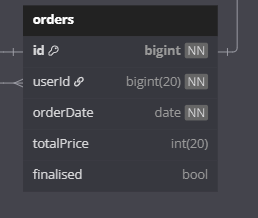 orders
id bigint NN
userId bigint(20) NN
orderDate date NN
totalPrice int(20)
finalised bool